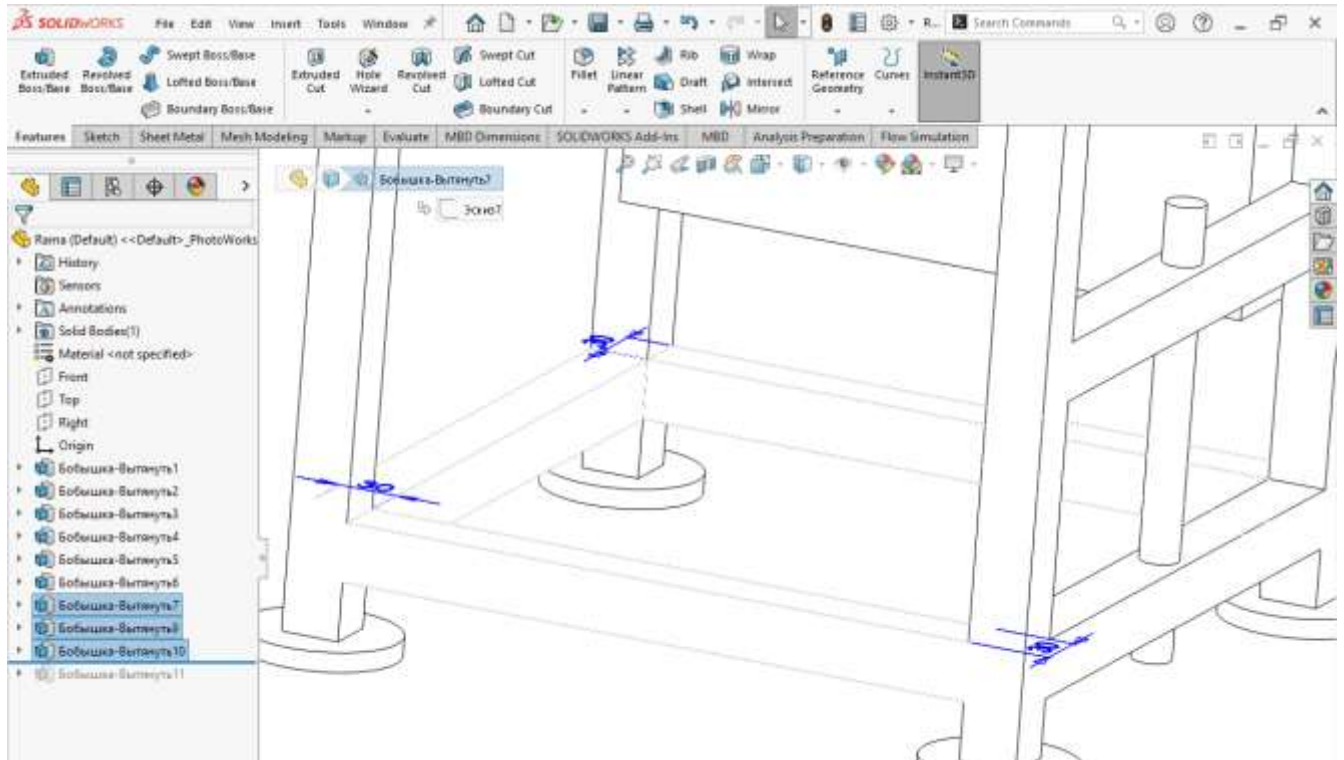 SOLIDWORKS File Edit View Insert Tools Window R... Search Commands
Extruded Boss/Base Revolved Boss/Base Swept Boss/Base Lofted Boss/Base Boundary Boss/Base
Extruded Cut Hole Wizard Revolved Cut Swept Cut Lofted Cut Boundary Cut
Fillet Linear Pattern Rib Draft Shell Wrap Intersect Mirror
Reference Geometry Curves Instant3D
Features Sketch Sheet Metal Mesh Modeling Markup Evaluate MBD Dimensions SOLIDWORKS Add-Ins MBD Analysis Preparation Flow Simulation
Бобышка-Вытянуть7
Эскиз7
Rama (Default) <<Default>_PhotoWorks
History
Sensors
Annotations
Solid Bodies(1)
Material <not specified>
Front
Top
Right
Origin
Бобышка-Вытянуть1
Бобышка-Вытянуть2
Бобышка-Вытянуть3
Бобышка-Вытянуть4
Бобышка-Вытянуть5
Бобышка-Вытянуть6
Бобышка-Вытянуть7
Бобышка-Вытянуть8
Бобышка-Вытянуть10
Бобышка-Вытянуть11
30